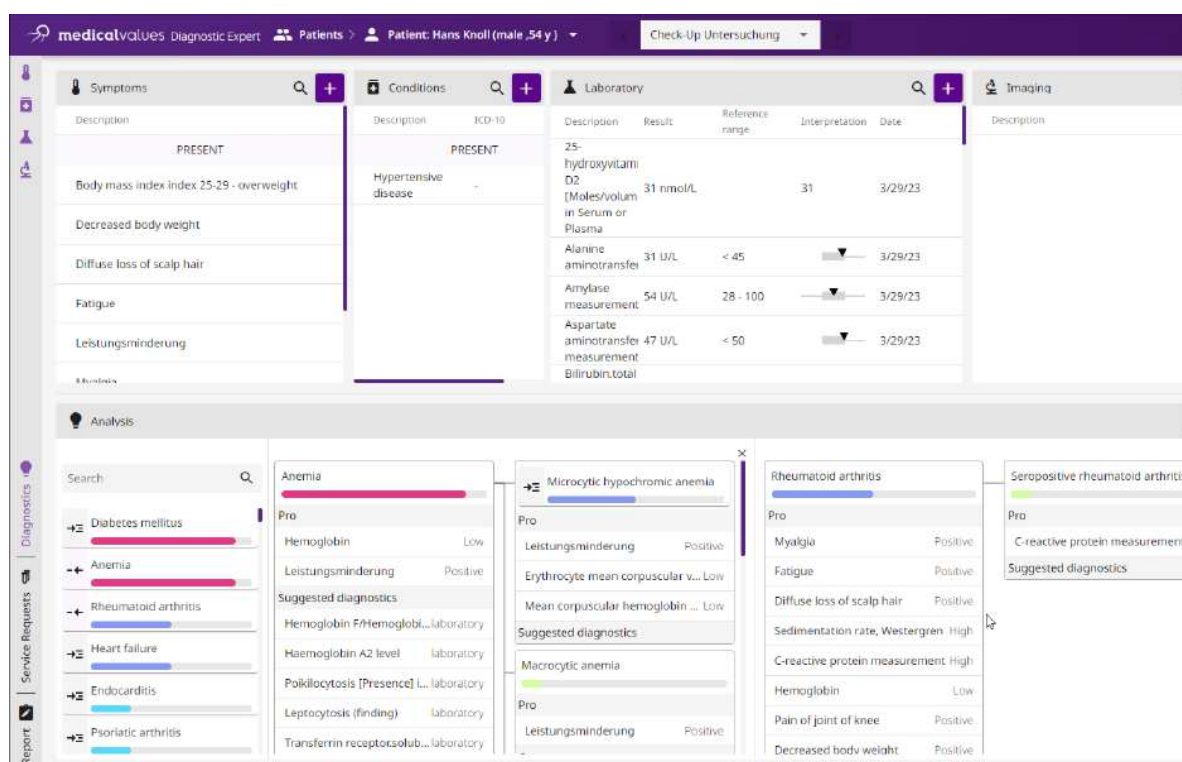 medicalvalues Diagnostic Expert Patients > Patient: Hans Knoll (male ,54 y ) Check-Up Untersuchung
Symptoms
Description
PRESENT
Body mass index index 25-29 - overweight
Decreased body weight
Diffuse loss of scalp hair
Fatigue
Leistungsminderung
Myalgia
Conditions
Description ICD-10
PRESENT
Hypertensive
disease -
Laboratory
Description Result Reference
range Interpretation Date
25-
hydroxyvitami
D2
[Moles/volum 31 nmol/L 31 3/29/23
in Serum or
Plasma
Alanine
aminotransfer 31 U/L < 45 3/29/23
Amylase
measurement 54 U/L 28 - 100 3/29/23
Aspartate
aminotransfer 47 U/L < 50 3/29/23
measurement
Bilirubin.total
Imaging
Description
Diagnostics
Service Requests
Report
Analysis
Search
Diabetes mellitus
Anemia
Rheumatoid arthritis
Heart failure
Endocarditis
Psoriatic arthritis
Anemia
Pro
Hemoglobin Low
Leistungsminderung Positive
Suggested diagnostics
Hemoglobin F/Hemoglobi... laboratory
Haemoglobin A2 level laboratory
Poikilocytosis [Presence] i... laboratory
Leptocytosis (finding) laboratory
Transferrin receptor.solub... laboratory
Microcytic hypochromic anemia
Pro
Leistungsminderung Positive
Erythrocyte mean corpuscular v... Low
Mean corpuscular hemoglobin ... Low
Suggested diagnostics
Macrocytic anemia
Pro
Leistungsminderung Positive
Rheumatoid arthritis
Pro
Myalgia Positive
Fatigue Positive
Diffuse loss of scalp hair Positive
Sedimentation rate, Westergren High
C-reactive protein measurement High
Hemoglobin Low
Pain of joint of knee Positive
Decreased body weight Positive
Seropositive rheumatoid arthriti
Pro
C-reactive protein measuremen
Suggested diagnostics